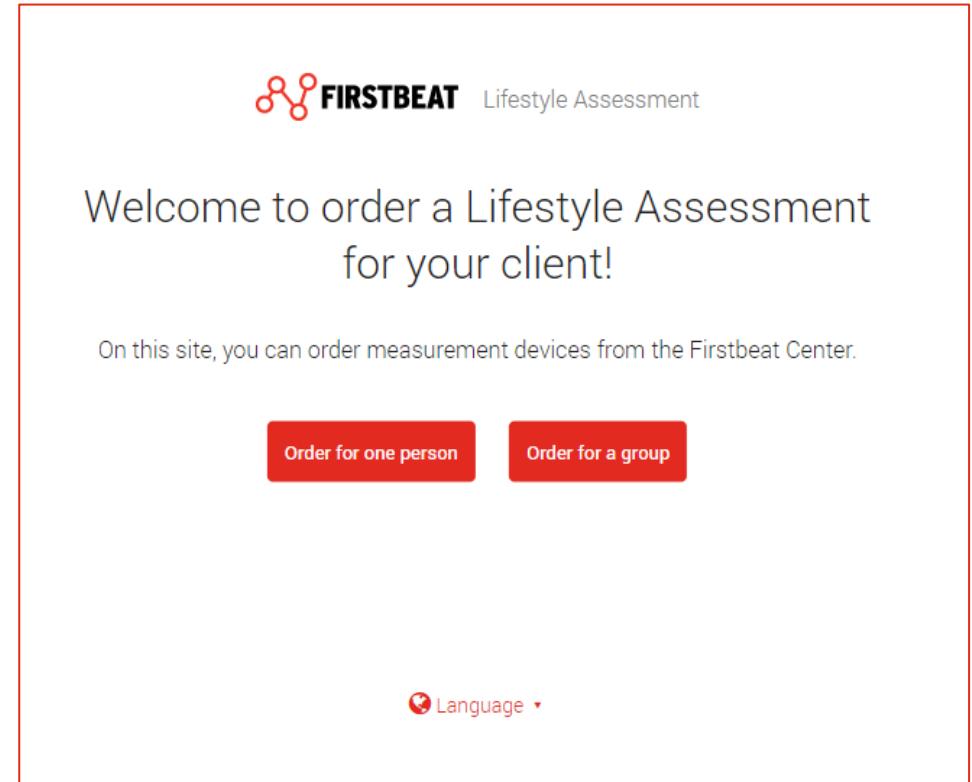 FIRSTBEAT Lifestyle Assessment
Welcome to order a Lifestyle Assessment
for your client!
On this site, you can order measurement devices from the Firstbeat Center.
Order for one person Order for a group
Language